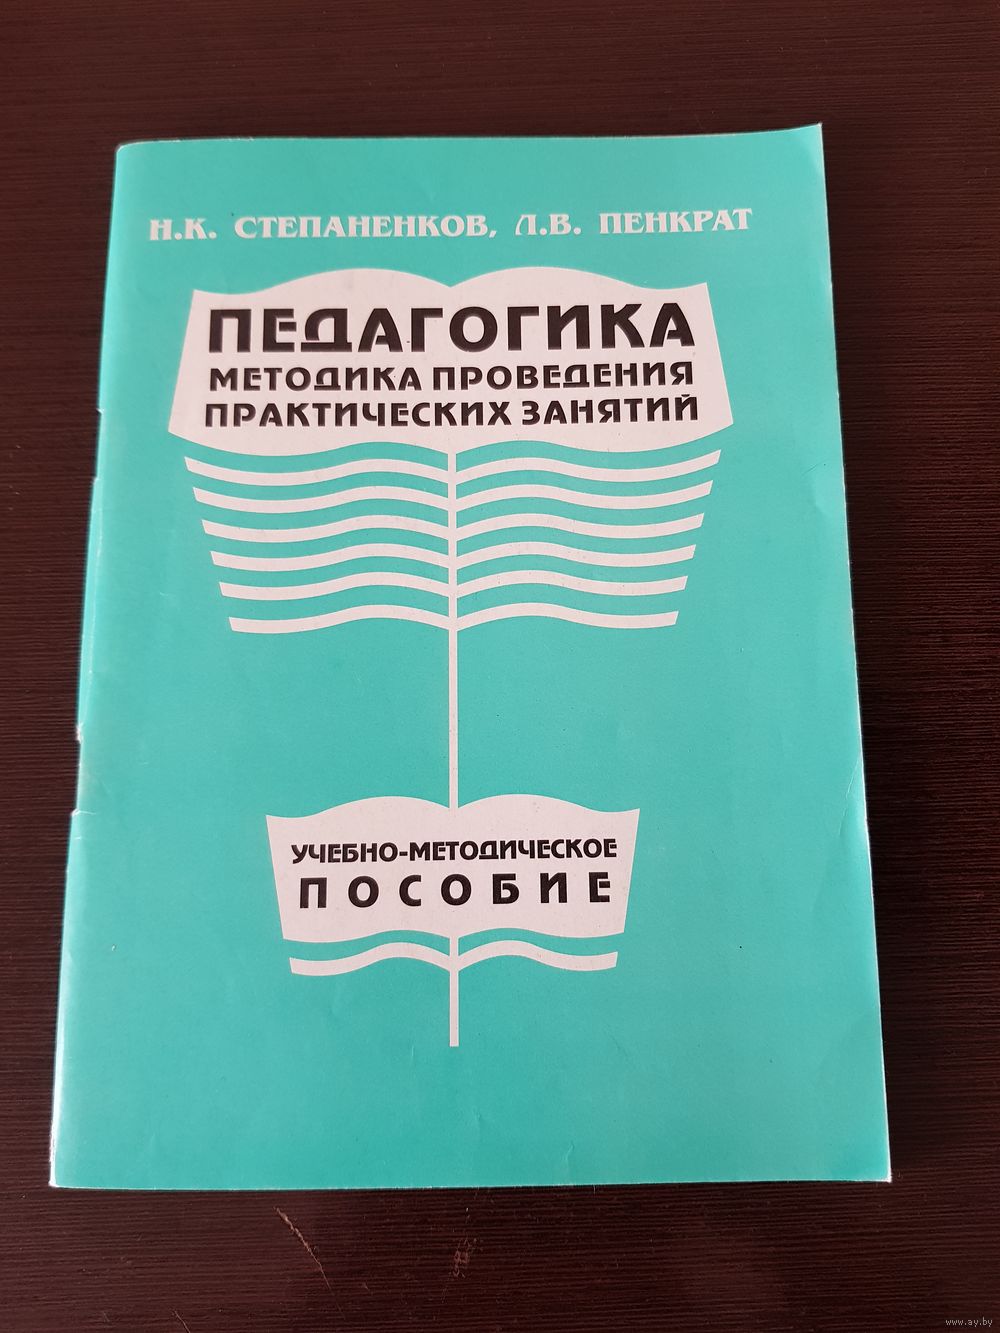 Н.К. СТЕПАНЕНКОВ, Л.В. ПЕНКРАТ
ПЕДАГОГИКА
МЕТОДИКА ПРОВЕДЕНИЯ
ПРАКТИЧЕСКИХ ЗАНЯТИЙ
УЧЕБНО-МЕТОДИЧЕСКОЕ
ПОСОБИЕ
www.ay.by